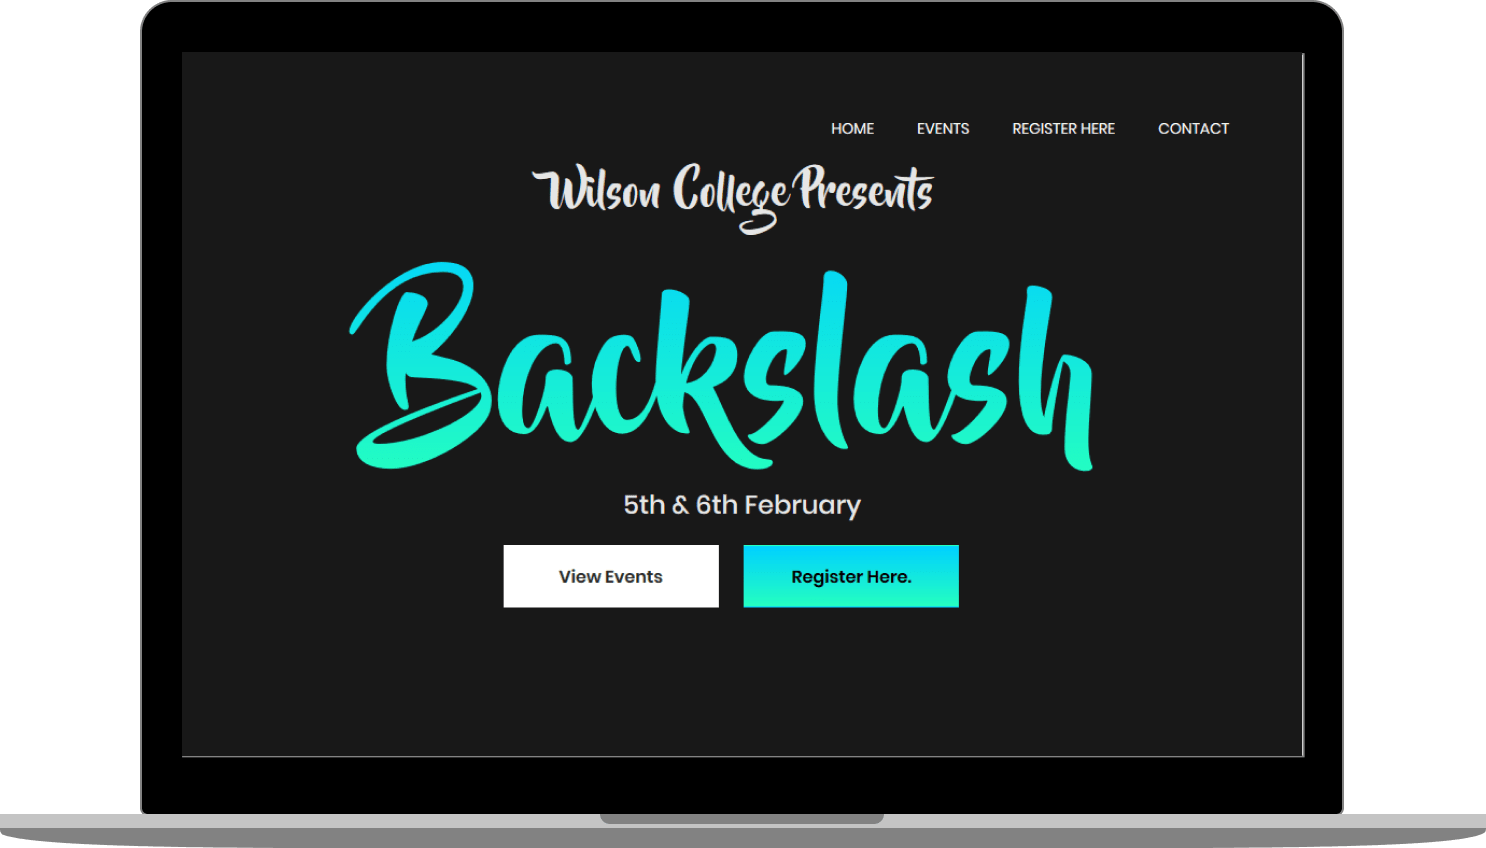 HOME EVENTS REGISTER HERE CONTACT
Wilson College Presents
Backslash
5th & 6th February
View Events Register Here.